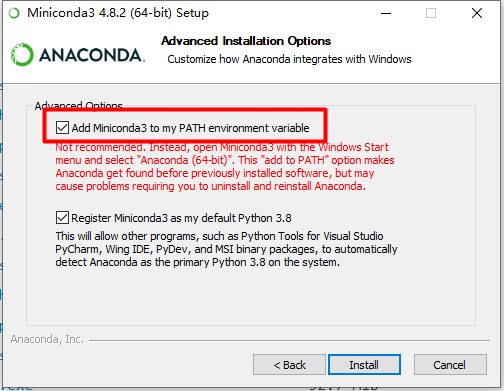 Miniconda3 4.8.2 (64-bit) Setup
ANACONDA.
Advanced Installation Options
Customize how Anaconda integrates with Windows
Advanced Options
Add Miniconda3 to my PATH environment variable
Not recommended. Instead, open Miniconda3 with the Windows Start
menu and select "Anaconda (64-bit)". This "add to PATH" option makes
Anaconda get found before previously installed software, but may
cause problems requiring you to uninstall and reinstall Anaconda.
Register Miniconda3 as my default Python 3.8
This will allow other programs, such as Python Tools for Visual Studio
PyCharm, Wing IDE, PyDev, and MSI binary packages, to automatically
detect Anaconda as the primary Python 3.8 on the system.
Anaconda, Inc.
< Back
Install
Cancel